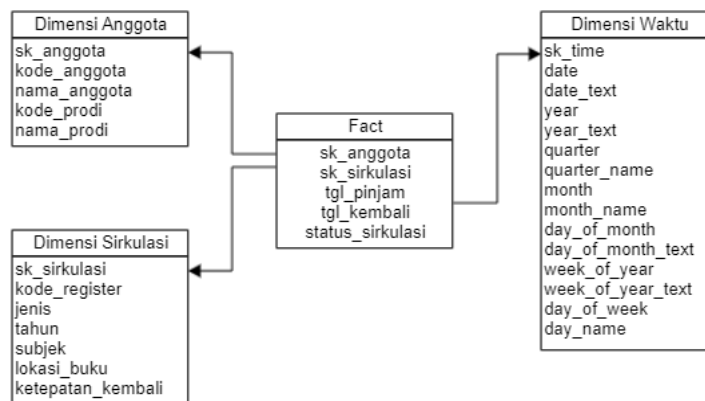 Dimensi Anggota
sk_anggota
kode_anggota
nama_anggota
kode_prodi
nama_prodi
Fact
sk_anggota
sk_sirkulasi
tgl_pinjam
tgl_kembali
status_sirkulasi
Dimensi Sirkulasi
sk_sirkulasi
kode_register
jenis
tahun
subjek
lokasi_buku
ketepatan_kembali
Dimensi Waktu
sk_time
date
date_text
year
year_text
quarter
quarter_name
month
month_name
day_of_month
day_of_month_text
week_of_year
week_of_year_text
day_of_week
day_name